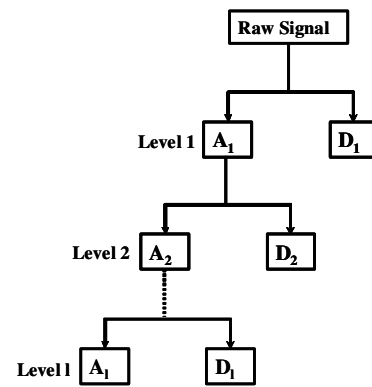 Raw Signal
Level 1 A₁ D₁
Level 2 A₂ D₂
Level l Aₗ Dₗ